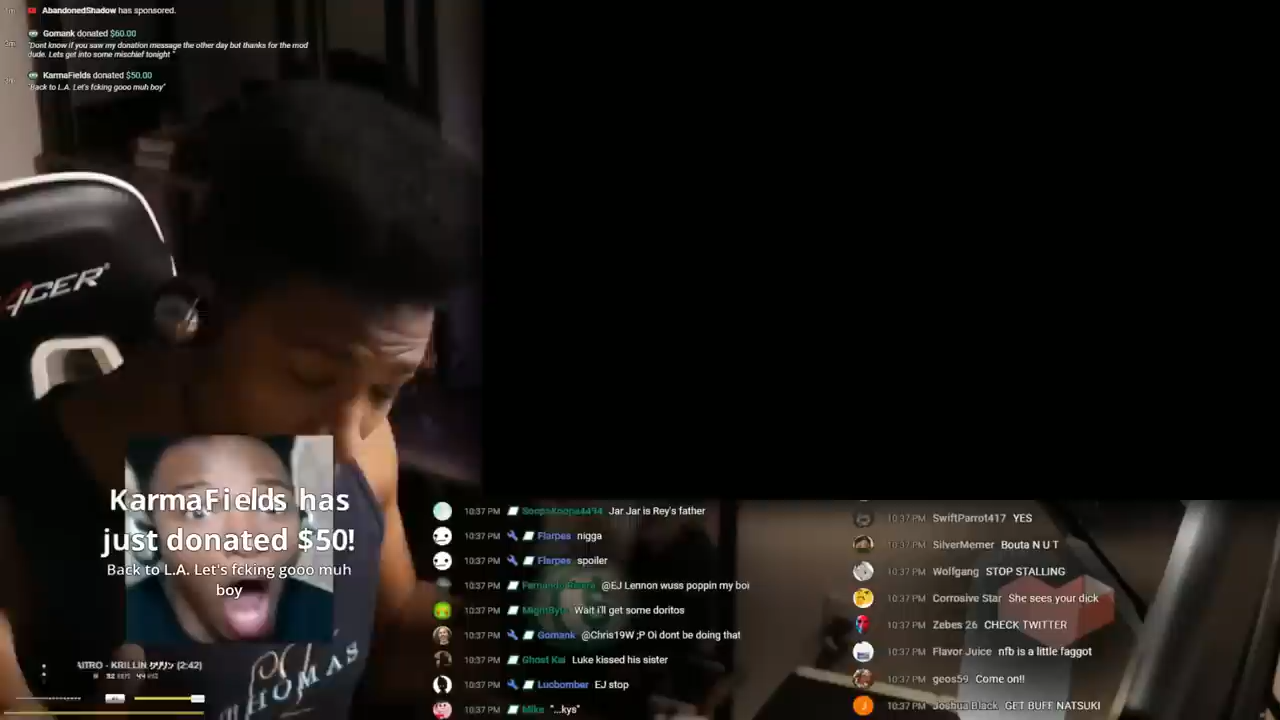 AbandonedShadow has sponsored.
Gomank donated $60.00
"Dont know if you saw my donation message the other day but thanks for the mod
dude. Lets get into some mischief tonight "
KarmaFields donated $50.00
"Back to L.A. Let's fcking gooo muh boy"
ACER
KarmaFields has
just donated $50!
Back to L.A. Let's fcking gooo muh
boy
KRILLIN クリリン (2:42)
THOMAS
10:37 PM Jar Jar is Rey's father
10:37 PM Flarpes nigga
10:37 PM Flarpes spoiler
10:37 PM @EJ Lennon wuss poppin my boi
10:37 PM Wait i'll get some doritos
10:37 PM Gomank @Chris19W ;P Oi dont be doing that
10:37 PM Ghost Kai Luke kissed his sister
10:37 PM Lucbomber EJ stop
10:37 PM Mike "...kys"
10:37 PM SwiftParrot417 YES
10:37 PM SilverMemer Bouta N U T
10:37 PM Wolfgang STOP STALLING
10:37 PM Corrosive Star She sees your dick
10:37 PM Zebes 26 CHECK TWITTER
10:37 PM Flavor Juice nfb is a little faggot
10:37 PM geos59 Come on!!
10:37 PM Joshua Black GET BUFF NATSUKI